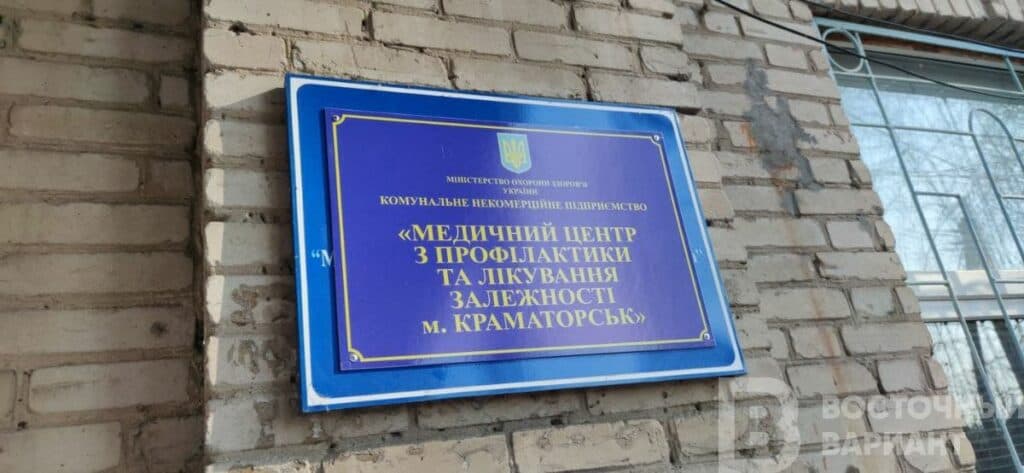 МІНІСТЕРСТВО ОХОРОНИ ЗДОРОВ'Я
УКРАЇНИ
КОМУНАЛЬНЕ НЕКОМЕРЦІЙНЕ ПІДПРИЄМСТВО
«МЕДИЧНИЙ ЦЕНТР
З ПРОФІЛАКТИКИ
ТА ЛІКУВАННЯ
ЗАЛЕЖНОСТІ
м. КРАМАТОРСЬК»
В ВОСТОЧНЫЙ
ВАРИАНТ